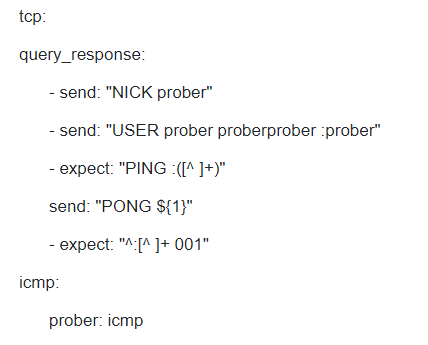 tcp:
query_response:
- send: "NICK prober"
- send: "USER prober proberprober :prober"
- expect: "PING :([^ ]+)"
send: "PONG ${1}"
- expect: "^:[^ ]+ 001"
icmp:
prober: icmp